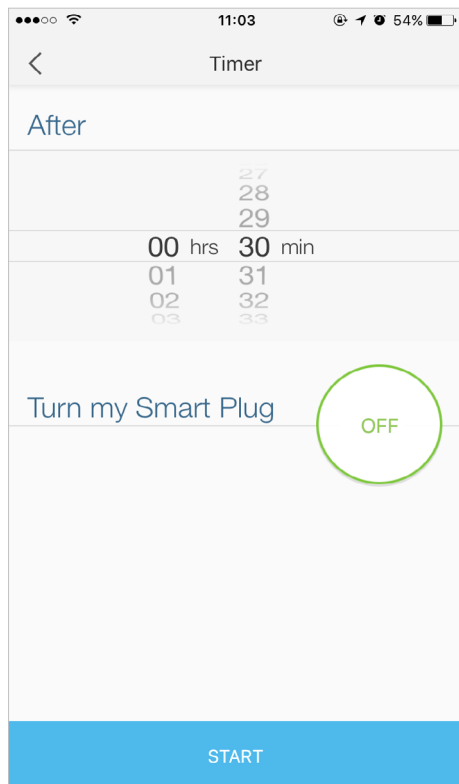 11:03 54%
Timer
After
27
28
29
00 hrs 30 min
01 31
02 32
03 33
Turn my Smart Plug
OFF
START